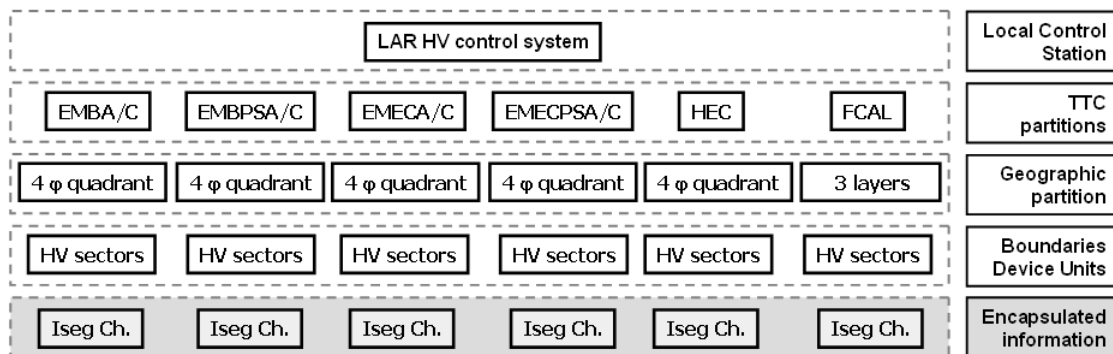 LAR HV control system
Local Control
Station
EMBA/C EMBPSA/C EMECA/C EMECPSA/C HEC FCAL
TTC
partitions
4 φ quadrant 4 φ quadrant 4 φ quadrant 4 φ quadrant 4 φ quadrant 3 layers
Geographic
partition
HV sectors HV sectors HV sectors HV sectors HV sectors HV sectors
Boundaries
Device Units
Iseg Ch. Iseg Ch. Iseg Ch. Iseg Ch. Iseg Ch. Iseg Ch.
Encapsulated
information